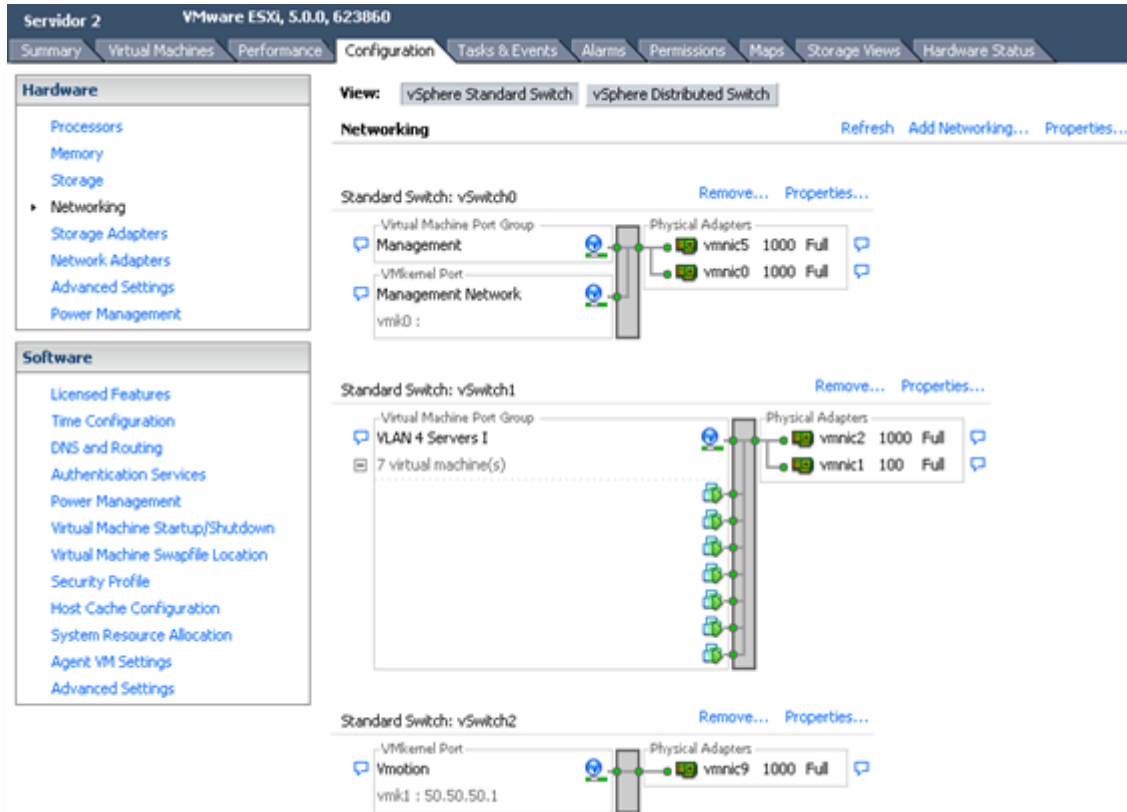 Servidor 2 VMware ESXi, 5.0.0, 623860
Summary Virtual Machines Performance Configuration Tasks & Events Alarms Permissions Maps Storage Views Hardware Status
Hardware
Processors
Memory
Storage
Networking
Storage Adapters
Network Adapters
Advanced Settings
Power Management
Software
Licensed Features
Time Configuration
DNS and Routing
Authentication Services
Power Management
Virtual Machine Startup/Shutdown
Virtual Machine Swapfile Location
Security Profile
Host Cache Configuration
System Resource Allocation
Agent VM Settings
Advanced Settings
View: vSphere Standard Switch vSphere Distributed Switch
Networking Refresh Add Networking... Properties...
Standard Switch: vSwitch0 Remove... Properties...
Virtual Machine Port Group Physical Adapters
Management vmnic5 1000 Full
VMkernel Port vmnic0 1000 Full
Management Network
vmk0 :
Standard Switch: vSwitch1 Remove... Properties...
Virtual Machine Port Group Physical Adapters
VLAN 4 Servers I vmnic2 1000 Full
7 virtual machine(s) vmnic1 100 Full
Standard Switch: vSwitch2 Remove... Properties...
VMkernel Port Physical Adapters
Vmotion vmnic9 1000 Full
vmk1 : 50.50.50.1